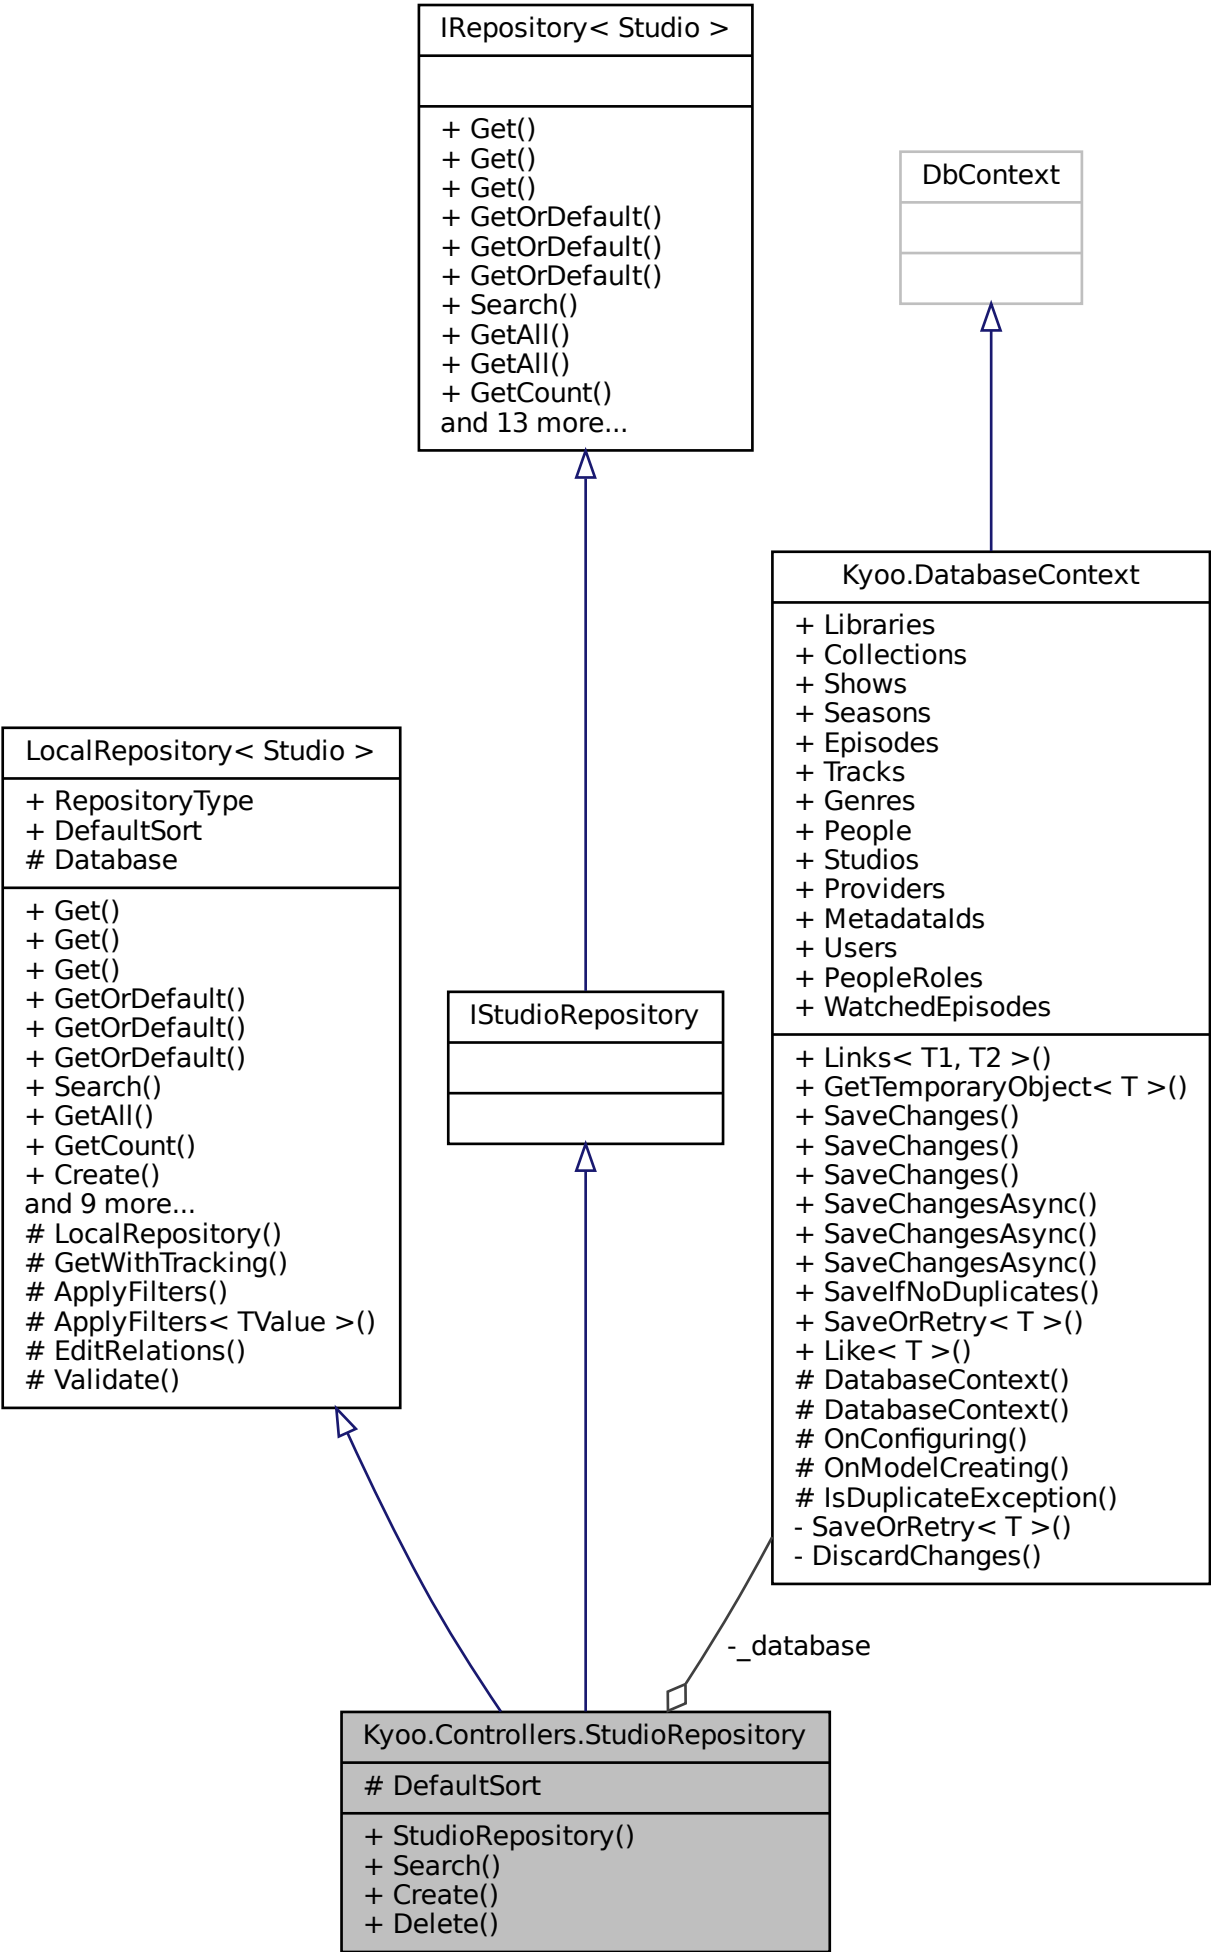 IRepository< Studio >
+ Get()
+ Get()
+ Get()
+ GetOrDefault()
+ GetOrDefault()
+ GetOrDefault()
+ Search()
+ GetAll()
+ GetAll()
+ GetCount()
and 13 more...
DbContext
Kyoo.DatabaseContext
+ Libraries
+ Collections
+ Shows
+ Seasons
+ Episodes
+ Tracks
+ Genres
+ People
+ Studios
+ Providers
+ MetadataIds
+ Users
+ PeopleRoles
+ WatchedEpisodes
+ Links< T1, T2 >()
+ GetTemporaryObject< T >()
+ SaveChanges()
+ SaveChanges()
+ SaveChanges()
+ SaveChangesAsync()
+ SaveChangesAsync()
+ SaveChangesAsync()
+ SaveIfNoDuplicates()
+ SaveOrRetry< T >()
+ Like< T >()
# DatabaseContext()
# DatabaseContext()
# OnConfiguring()
# OnModelCreating()
# IsDuplicateException()
- SaveOrRetry< T >()
- DiscardChanges()
LocalRepository< Studio >
+ RepositoryType
+ DefaultSort
# Database
+ Get()
+ Get()
+ Get()
+ GetOrDefault()
+ GetOrDefault()
+ GetOrDefault()
+ Search()
+ GetAll()
+ GetCount()
+ Create()
and 9 more...
# LocalRepository()
# GetWithTracking()
# ApplyFilters()
# ApplyFilters< TValue >()
# EditRelations()
# Validate()
IStudioRepository
-_database
Kyoo.Controllers.StudioRepository
# DefaultSort
+ StudioRepository()
+ Search()
+ Create()
+ Delete()